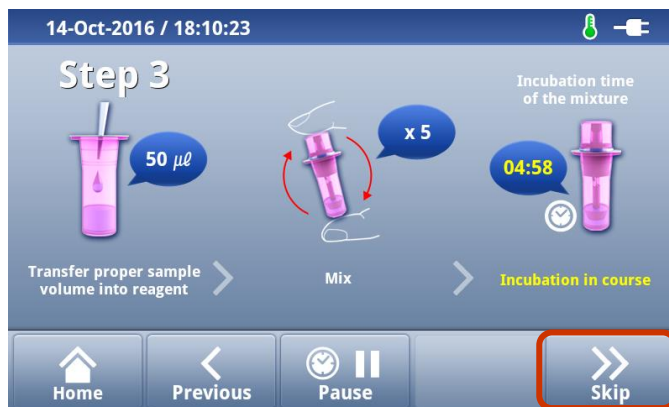 14-Oct-2016 / 18:10:23
Step 3
50 µℓ
Transfer proper sample
volume into reagent
x 5
Mix
Incubation time
of the mixture
04:58
Incubation in course
Home
Previous
Pause
Skip